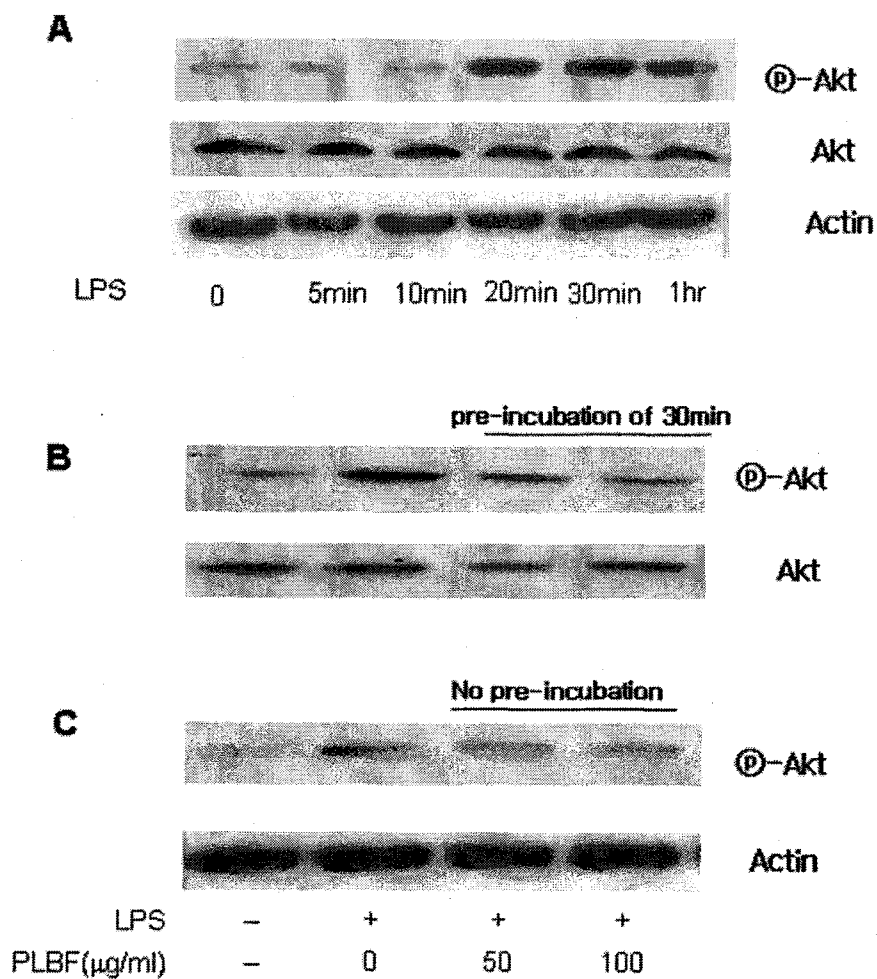 A
Ⓟ-Akt
Akt
Actin
LPS 0 5min 10min 20min 30min 1hr
pre-incubation of 30min
B
Ⓟ-Akt
Akt
No pre-incubation
C
Ⓟ-Akt
Actin
LPS - + + +
PLBF(μg/ml) - 0 50 100